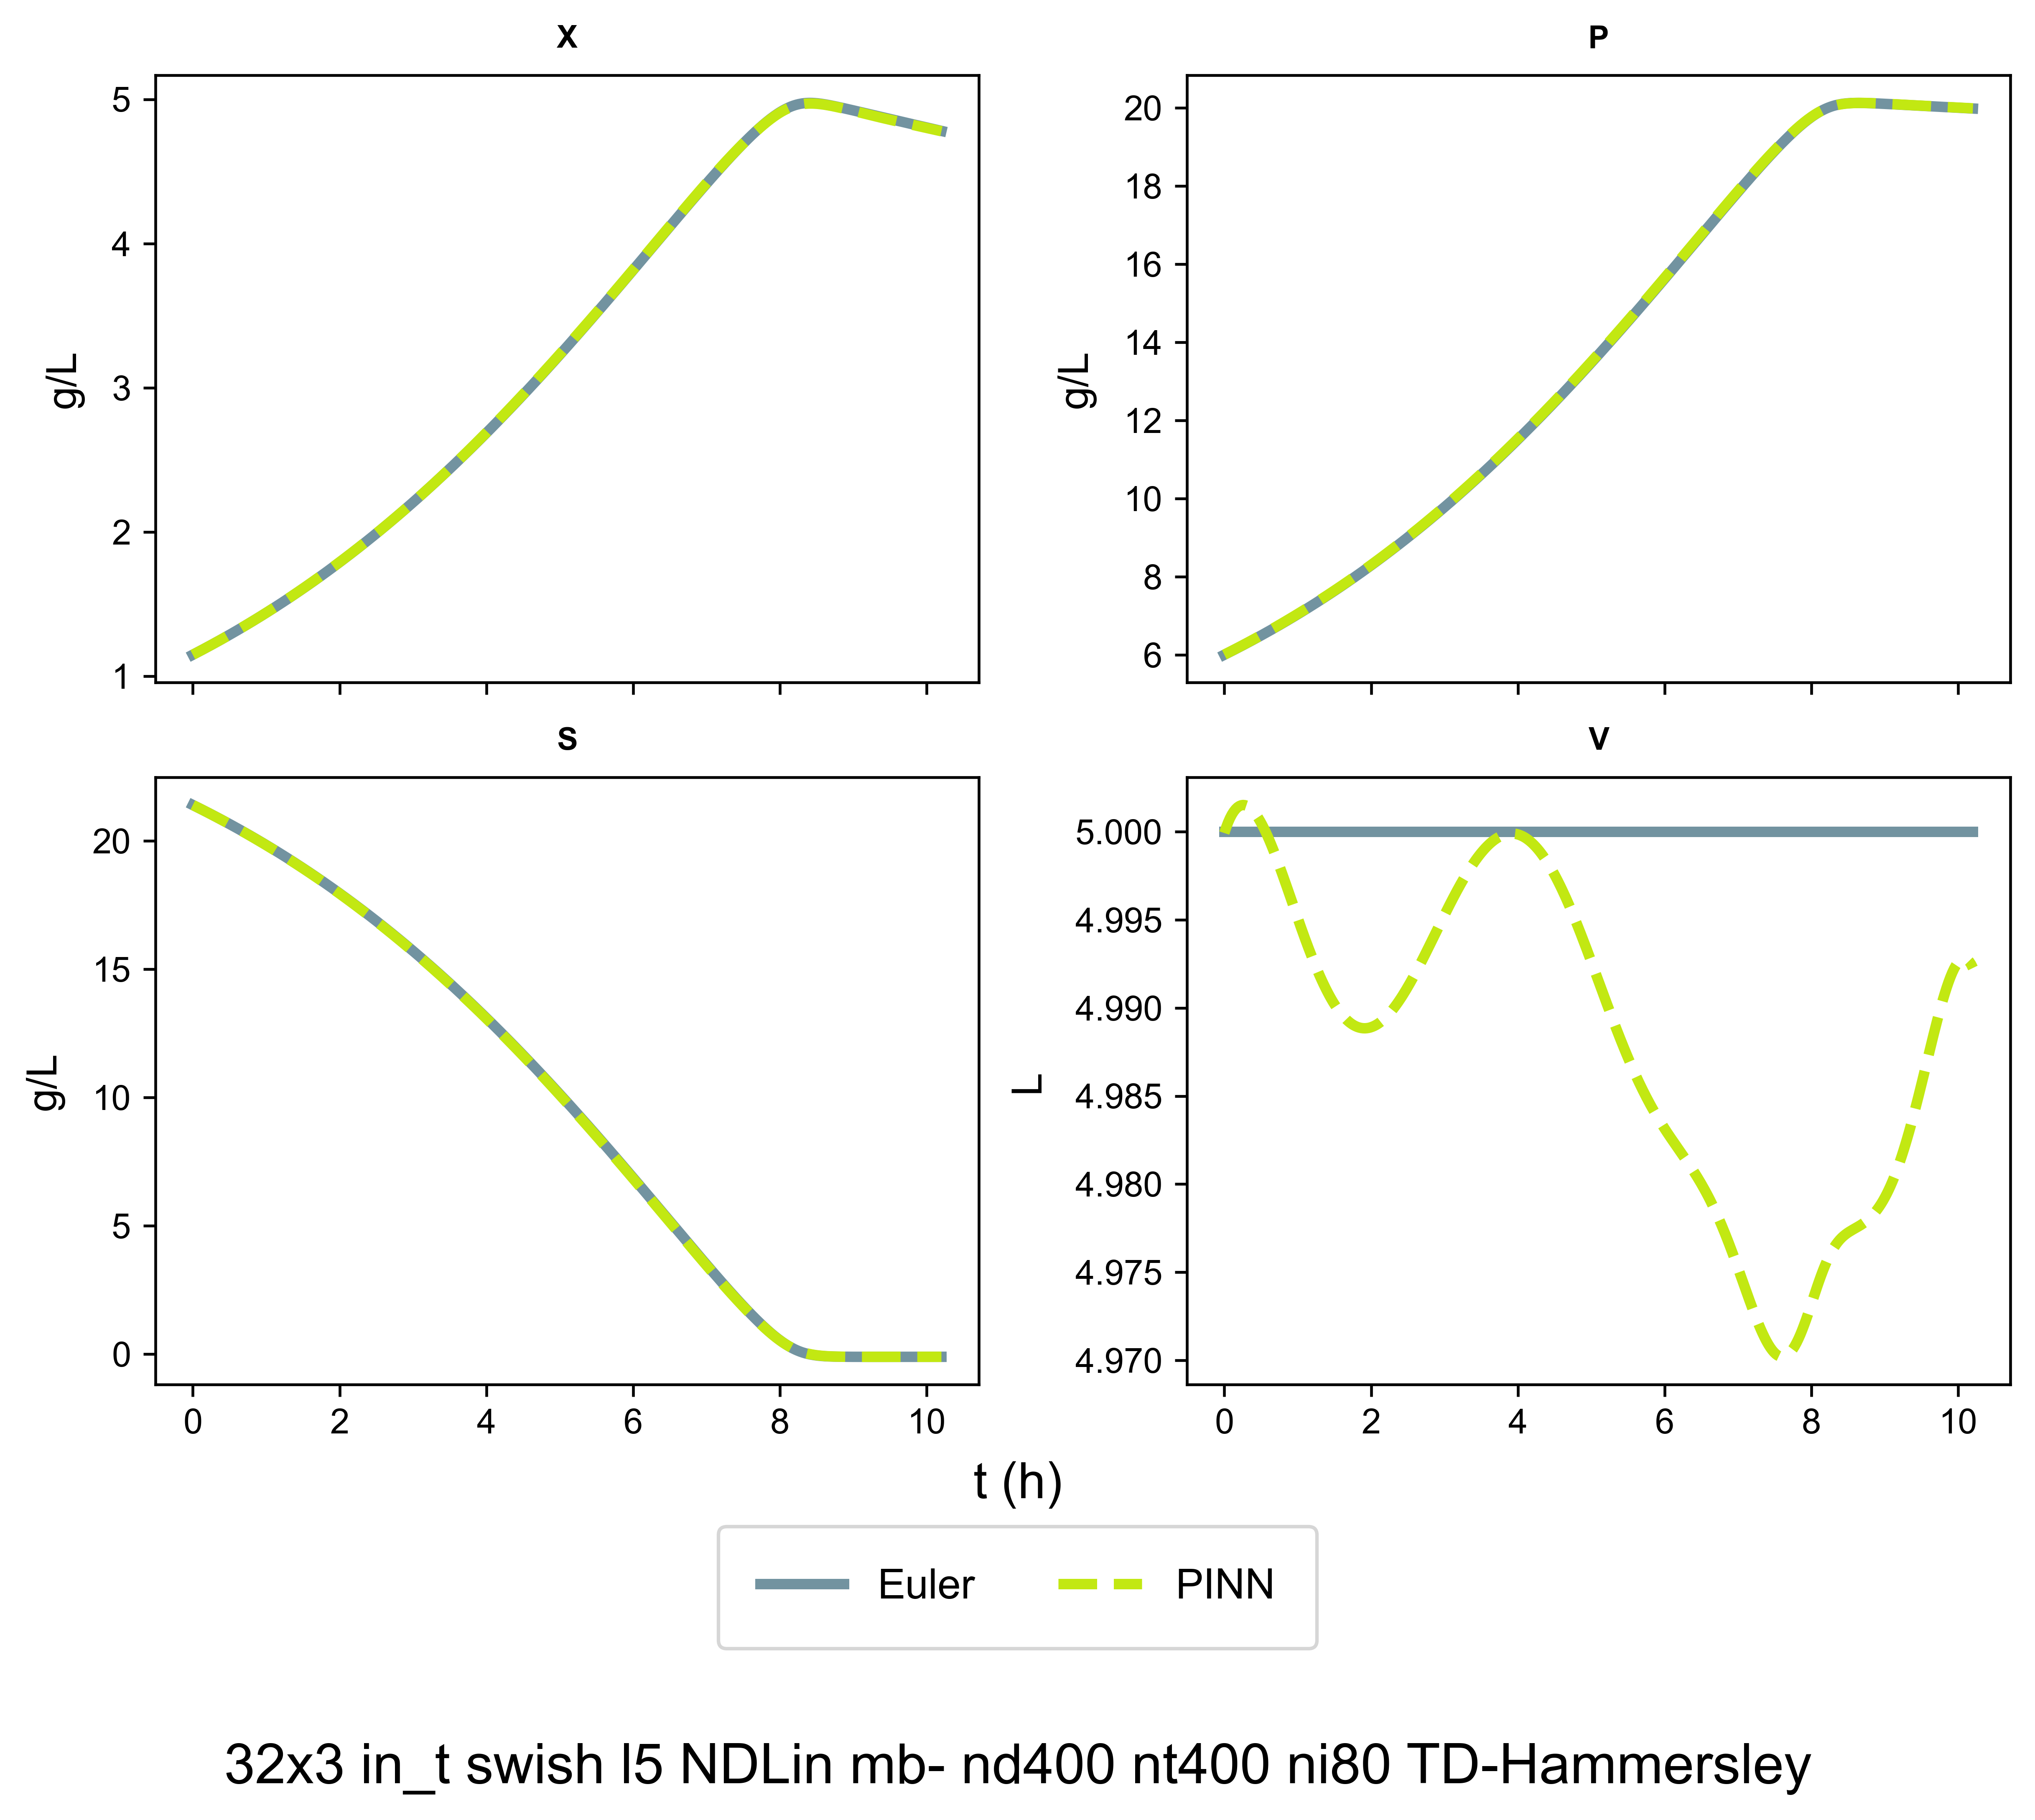 X
5
4
3
2
1
g/L
P
20
18
16
14
12
10
8
6
g/L
S
20
15
10
5
0
g/L
0 2 4 6 8 10
V
5.000
4.995
4.990
4.985
4.980
4.975
4.970
L
0 2 4 6 8 10
t (h)
Euler PINN
32x3 in_t swish l5 NDLin mb- nd400 nt400 ni80 TD-Hammersley